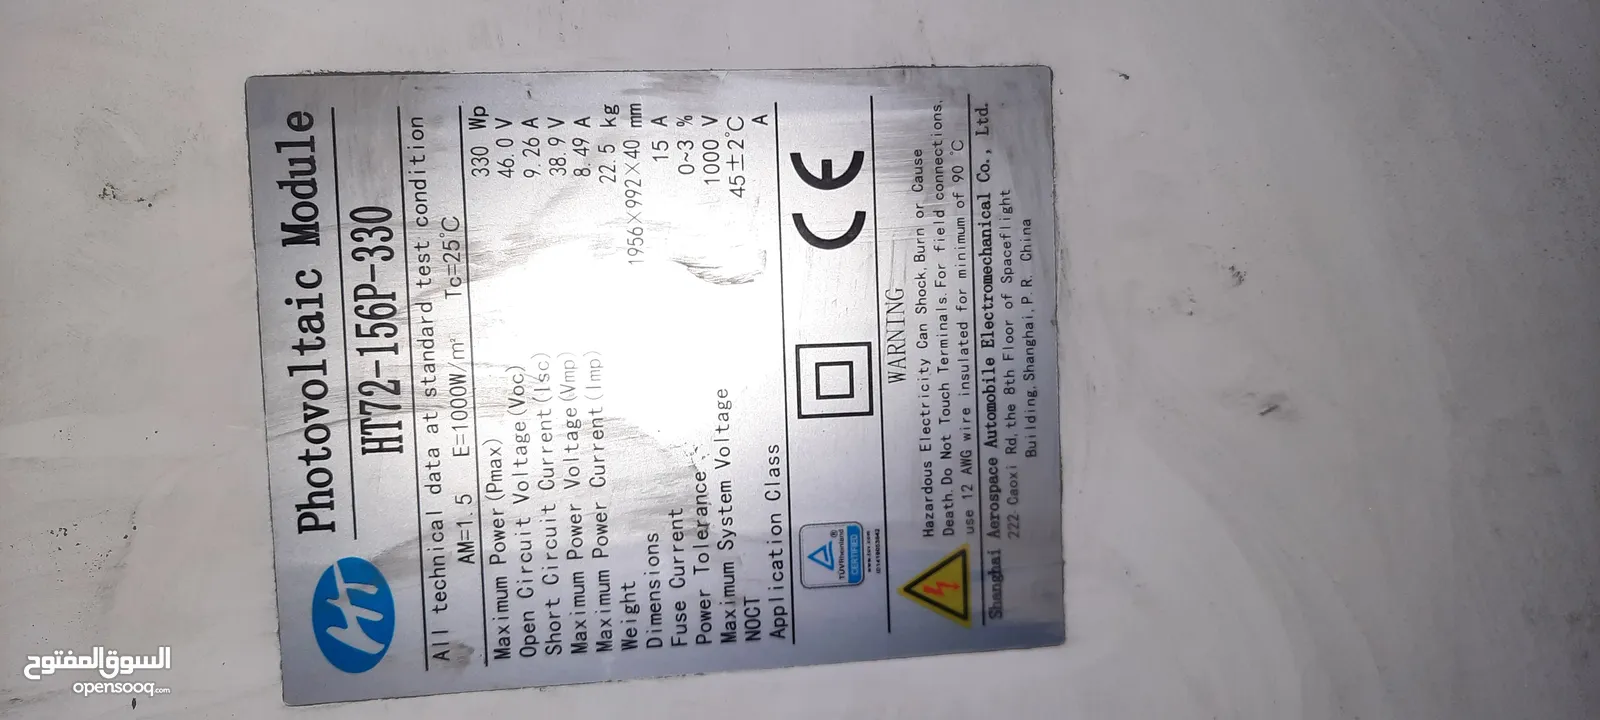 Photovoltaic Module
HT72-156P-330
All technical data at standard test condition
AM=1.5 E=1000W/m² Tc=25℃
Maximum Power (Pmax) 330 Wp
Open Circuit Voltage (Voc) 46.0 V
Short Circuit Current (Isc) 9.26 A
Maximum Power Voltage (Vmp) 38.9 V
Maximum Power Current (Imp) 8.49 A
Weight 22.5 kg
Dimensions 1956×992×40 mm
Fuse Current 15 A
Power Tolerance 0~3 %
Maximum System Voltage 1000 V
NOCT 45±2℃
Application Class A
TÜVRheinland
CERTIFIED
www.tuv.com
CE
WARNING
Hazardous Electricity Can Shock, Burn or Cause
Death. Do Not Touch Terminals. For field connections,
use 12 AWG wire insulated for minimum of 90 ℃
Shanghai Aerospace Automobile Electromechanical Co., Ltd.
222 Caoxi Rd, the 8th Floor of Spaceflight
Building, Shanghai, P.R. China
السوق المفتوح
opensooq.com